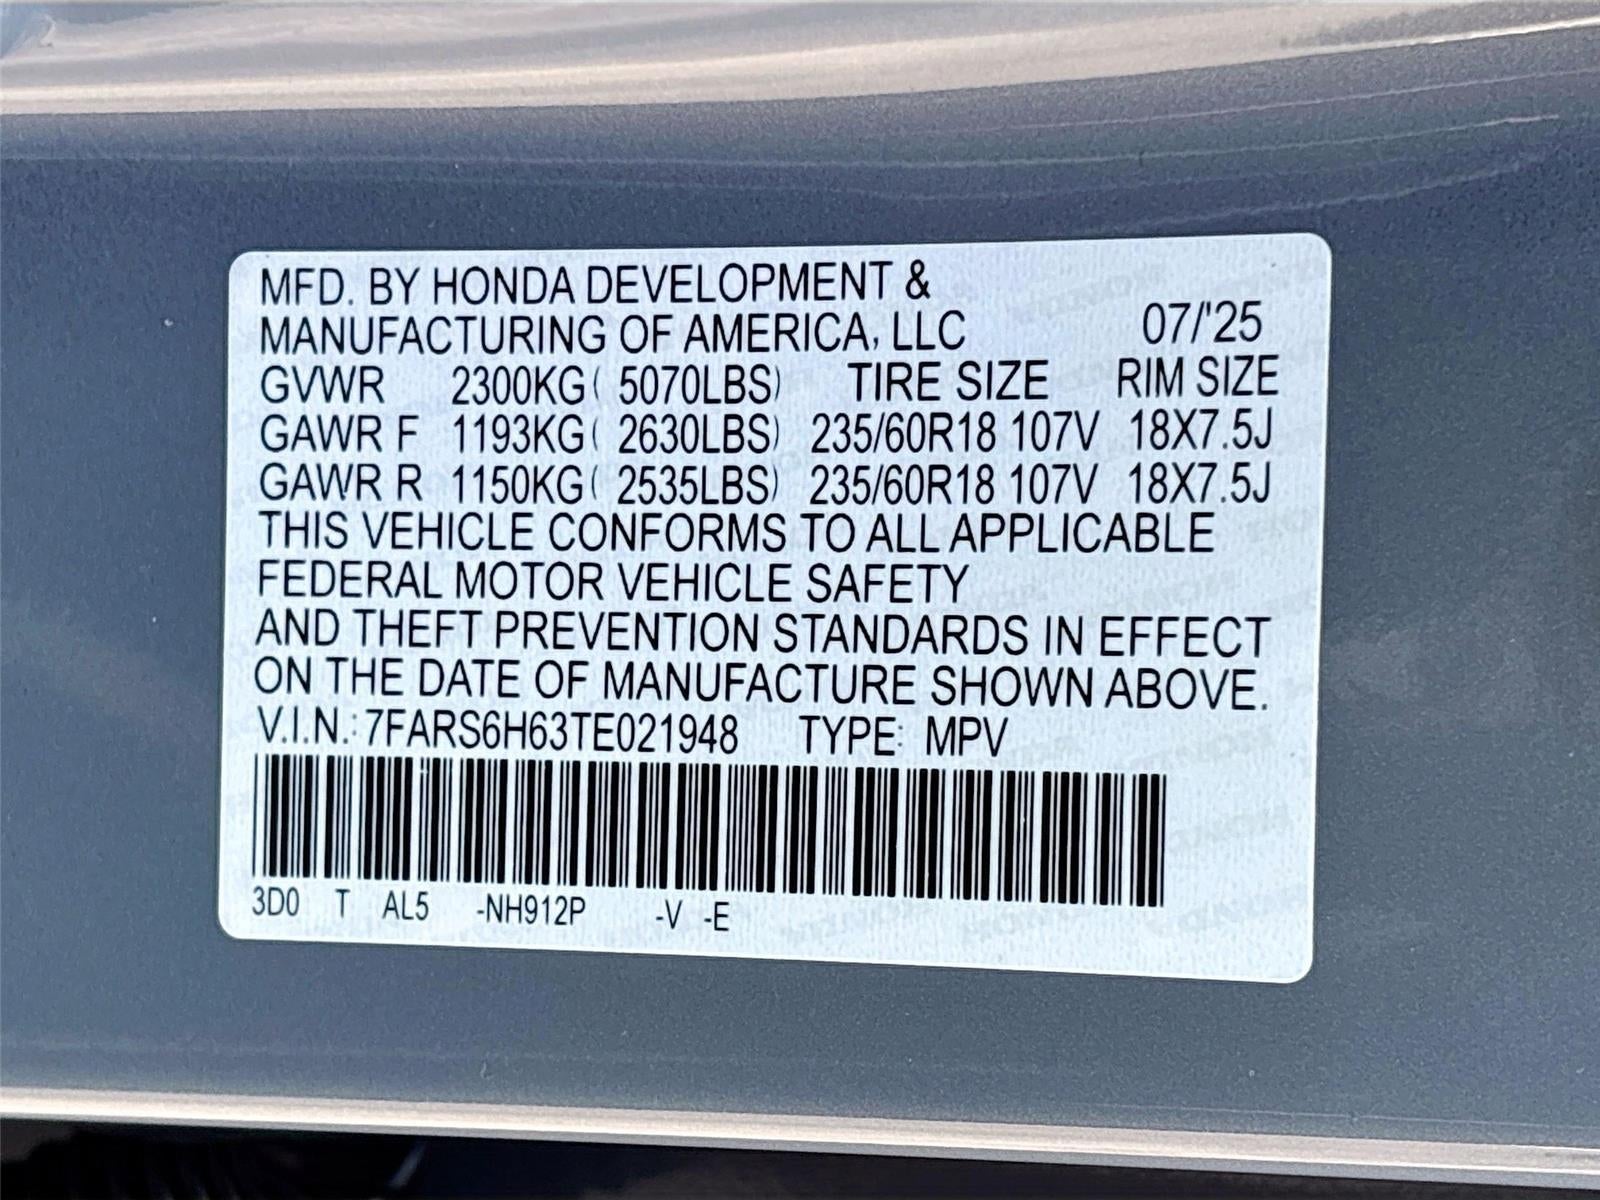 MFD. BY HONDA DEVELOPMENT &
MANUFACTURING OF AMERICA, LLC 07/'25
GVWR 2300KG( 5070LBS) TIRE SIZE RIM SIZE
GAWR F 1193KG( 2630LBS) 235/60R18 107V 18X7.5J
GAWR R 1150KG( 2535LBS) 235/60R18 107V 18X7.5J
THIS VEHICLE CONFORMS TO ALL APPLICABLE
FEDERAL MOTOR VEHICLE SAFETY
AND THEFT PREVENTION STANDARDS IN EFFECT
ON THE DATE OF MANUFACTURE SHOWN ABOVE.
V.I.N.: 7FARS6H63TE021948 TYPE: MPV
3D0 T AL5 -NH912P -V -E